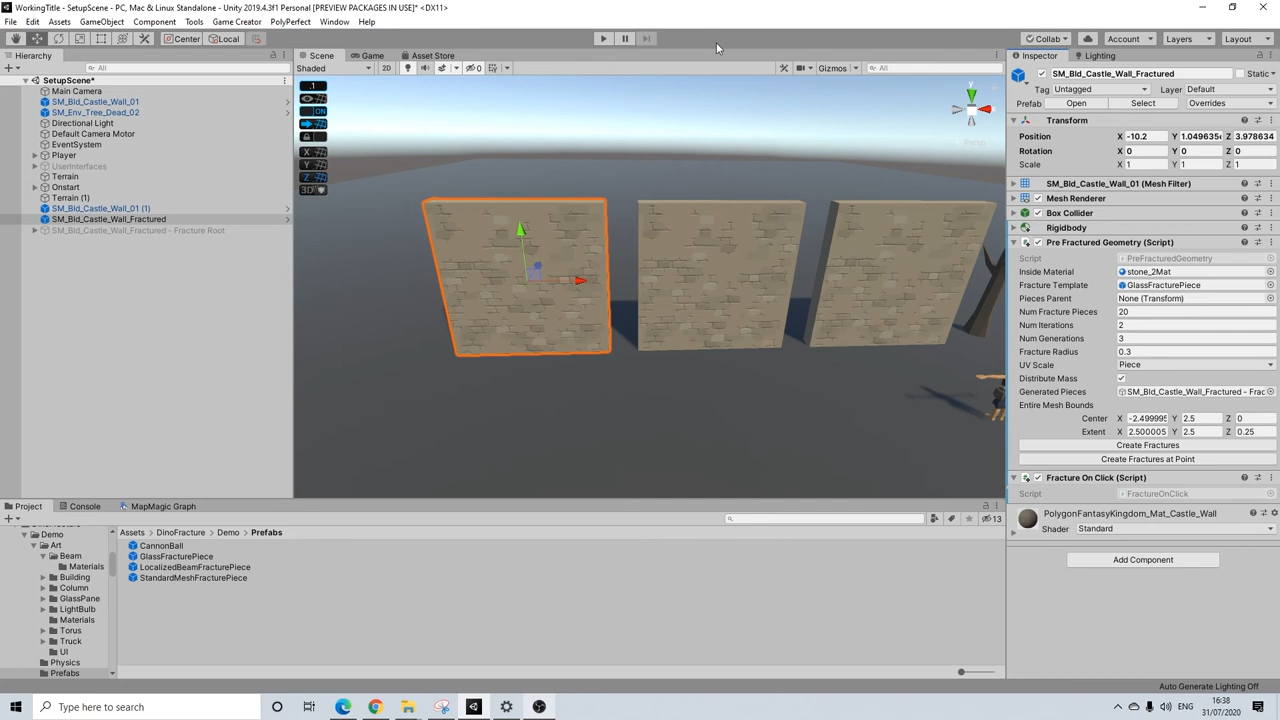 WorkingTitle - SetupScene - PC, Mac & Linux Standalone - Unity 2019.4.3f1 Personal [PREVIEW PACKAGES IN USE]* <DX11>
File Edit Assets GameObject Component Tools Game Creator PolyPerfect Window Help
Center Local Collab Account Layers Layout
Hierarchy
All
SetupScene*
Main Camera
SM_Bld_Castle_Wall_01
SM_Env_Tree_Dead_02
Directional Light
Default Camera Motor
EventSystem
Player
UserInterfaces
Terrain
Onstart
Terrain (1)
SM_Bld_Castle_Wall_01 (1)
SM_Bld_Castle_Wall_Fractured
SM_Bld_Castle_Wall_Fractured - Fracture Root
Scene Game Asset Store
Shaded 2D 0 Gizmos All
.1
ON
X
Y
Z
3D
y
Persp
Inspector Lighting
SM_Bld_Castle_Wall_Fractured Static
Tag Untagged Layer Default
Prefab Open Select Overrides
Transform
Position X -10.2 Y 1.049635 Z 3.978634
Rotation X 0 Y 0 Z 0
Scale X 1 Y 1 Z 1
SM_Bld_Castle_Wall_01 (Mesh Filter)
Mesh Renderer
Box Collider
Rigidbody
Pre Fractured Geometry (Script)
Script PreFracturedGeometry
Inside Material stone_2Mat
Fracture Template GlassFracturePiece
Pieces Parent None (Transform)
Num Fracture Pieces 20
Num Iterations 2
Num Generations 3
Fracture Radius 0.3
UV Scale Piece
Distribute Mass
Generated Pieces SM_Bld_Castle_Wall_Fractured - Frac
Entire Mesh Bounds
Center X -2.499995 Y 2.5 Z 0
Extent X 2.500005 Y 2.5 Z 0.25
Create Fractures
Create Fractures at Point
Fracture On Click (Script)
Script FractureOnClick
PolygonFantasyKingdom_Mat_Castle_Wall
Shader Standard
Add Component
Project Console MapMagic Graph
13
Demo
Art
Beam
Materials
Building
Column
GlassPane
LightBulb
Materials
Torus
Truck
UI
Physics
Prefabs
Assets Demo Prefabs
DinoFracture
CannonBall
GlassFracturePiece
LocalizedBeamFracturePiece
StandardMeshFracturePiece
Auto Generate Lighting Off
Type here to search
ENG
16:38
31/07/2020